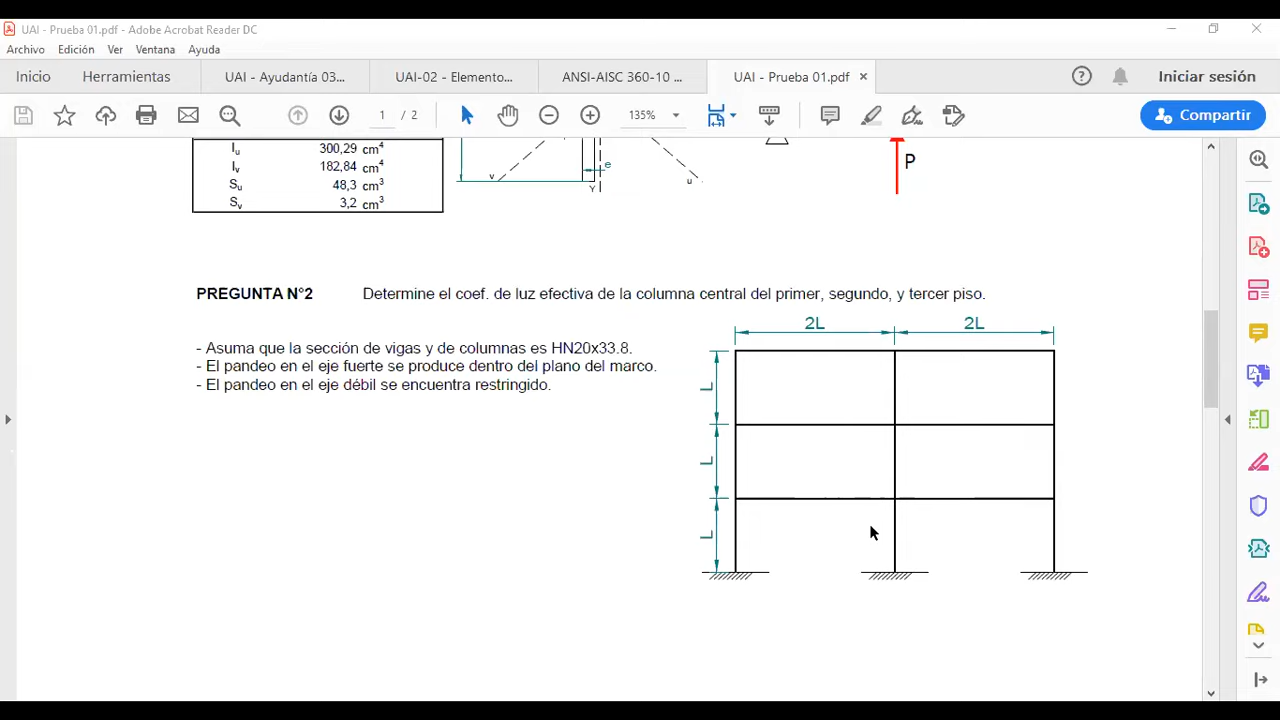 UAI - Prueba 01.pdf - Adobe Acrobat Reader DC
Archivo Edición Ver Ventana Ayuda
Inicio Herramientas UAI - Ayudantía 03... UAI-02 - Elemento... ANSI-AISC 360-10 ... UAI - Prueba 01.pdf × Iniciar sesión
1 / 2 135% Compartir
Iu 300,29 cm4
Iv 182,84 cm4
Su 48,3 cm3
Sv 3,2 cm3
v Y e u
P
PREGUNTA N°2 Determine el coef. de luz efectiva de la columna central del primer, segundo, y tercer piso.
- Asuma que la sección de vigas y de columnas es HN20x33.8.
- El pandeo en el eje fuerte se produce dentro del plano del marco.
- El pandeo en el eje débil se encuentra restringido.
2L 2L
L
L
L